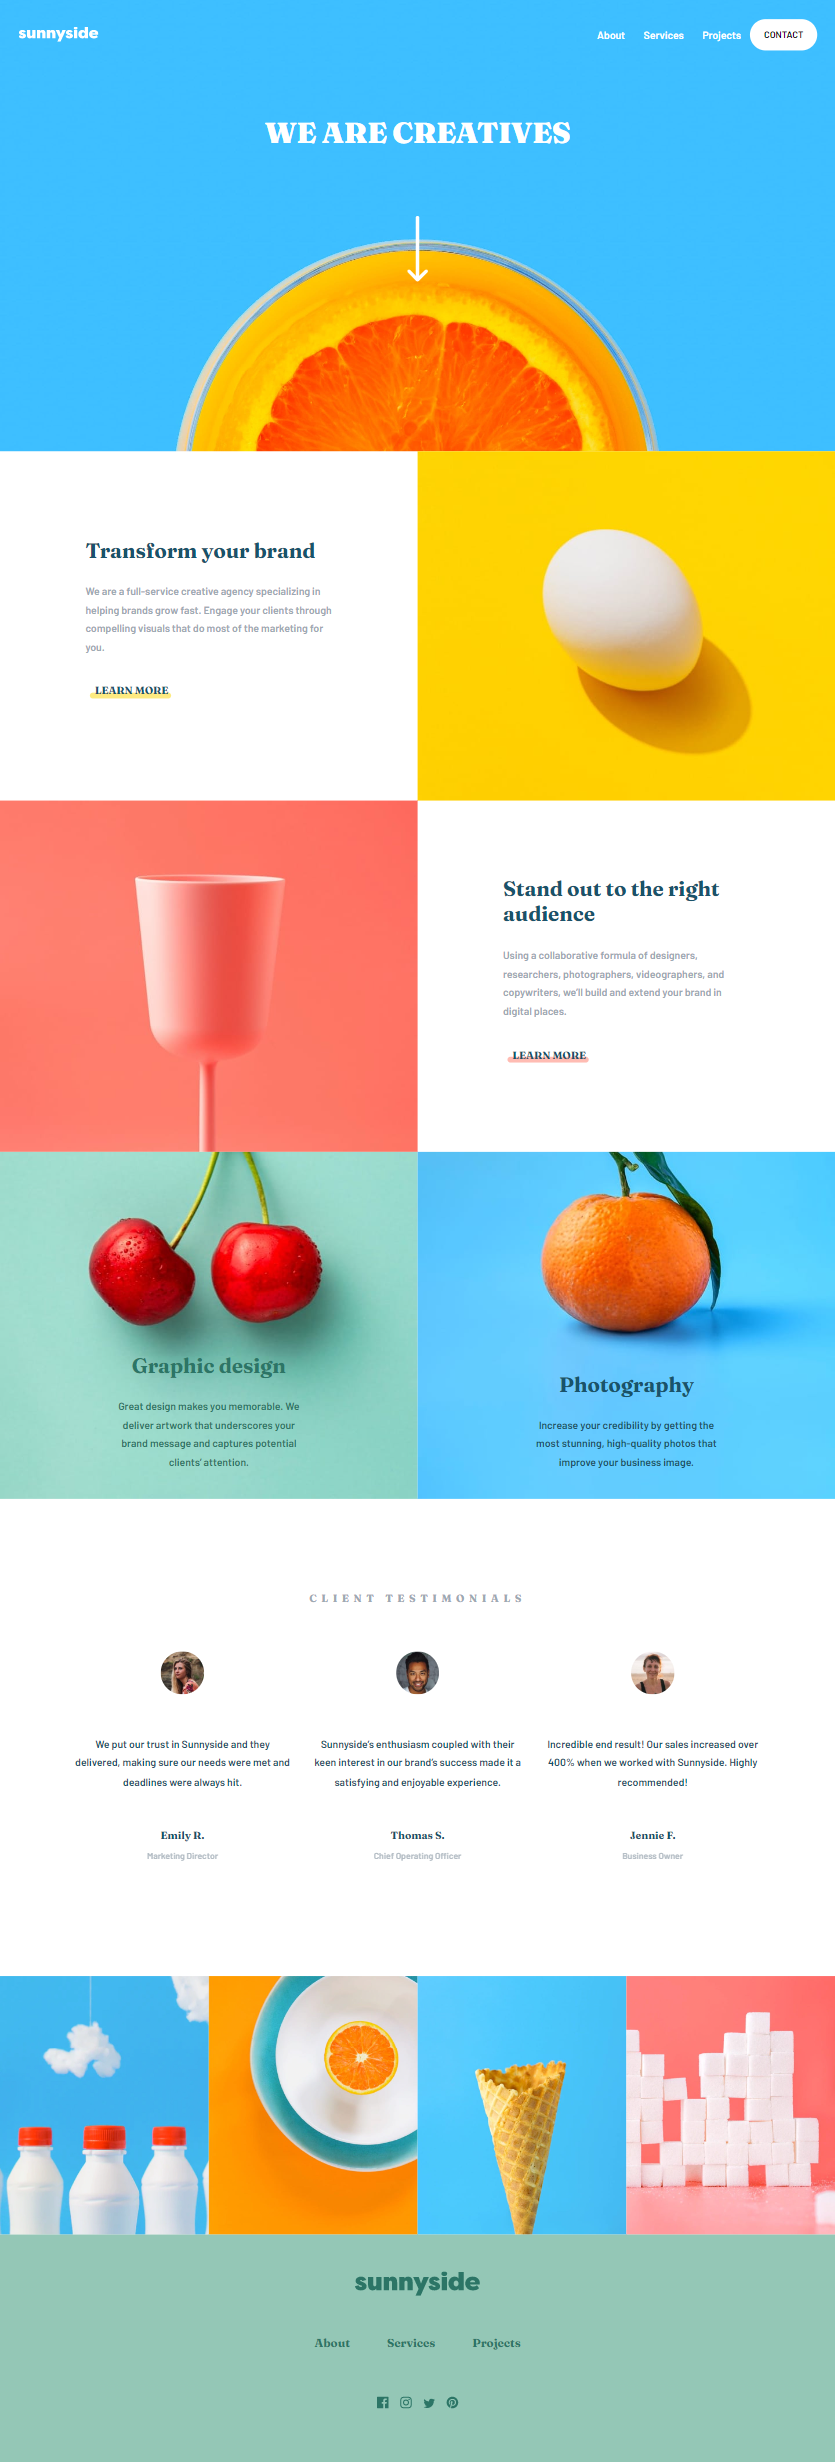 sunnyside
About Services Projects CONTACT
WE ARE CREATIVES
Transform your brand
We are a full-service creative agency specializing in
helping brands grow fast. Engage your clients through
compelling visuals that do most of the marketing for
you.
LEARN MORE
Stand out to the right
audience
Using a collaborative formula of designers,
researchers, photographers, videographers, and
copywriters, we'll build and extend your brand in
digital places.
LEARN MORE
Graphic design
Great design makes you memorable. We
deliver artwork that underscores your
brand message and captures potential
clients' attention.
Photography
Increase your credibility by getting the
most stunning, high-quality photos that
improve your business image.
CLIENT TESTIMONIALS
We put our trust in Sunnyside and they
delivered, making sure our needs were met and
deadlines were always hit.
Emily R.
Marketing Director
Sunnyside's enthusiasm coupled with their
keen interest in our brand's success made it a
satisfying and enjoyable experience.
Thomas S.
Chief Operating Officer
Incredible end result! Our sales increased over
400% when we worked with Sunnyside. Highly
recommended!
Jennie F.
Business Owner
sunnyside
About Services Projects